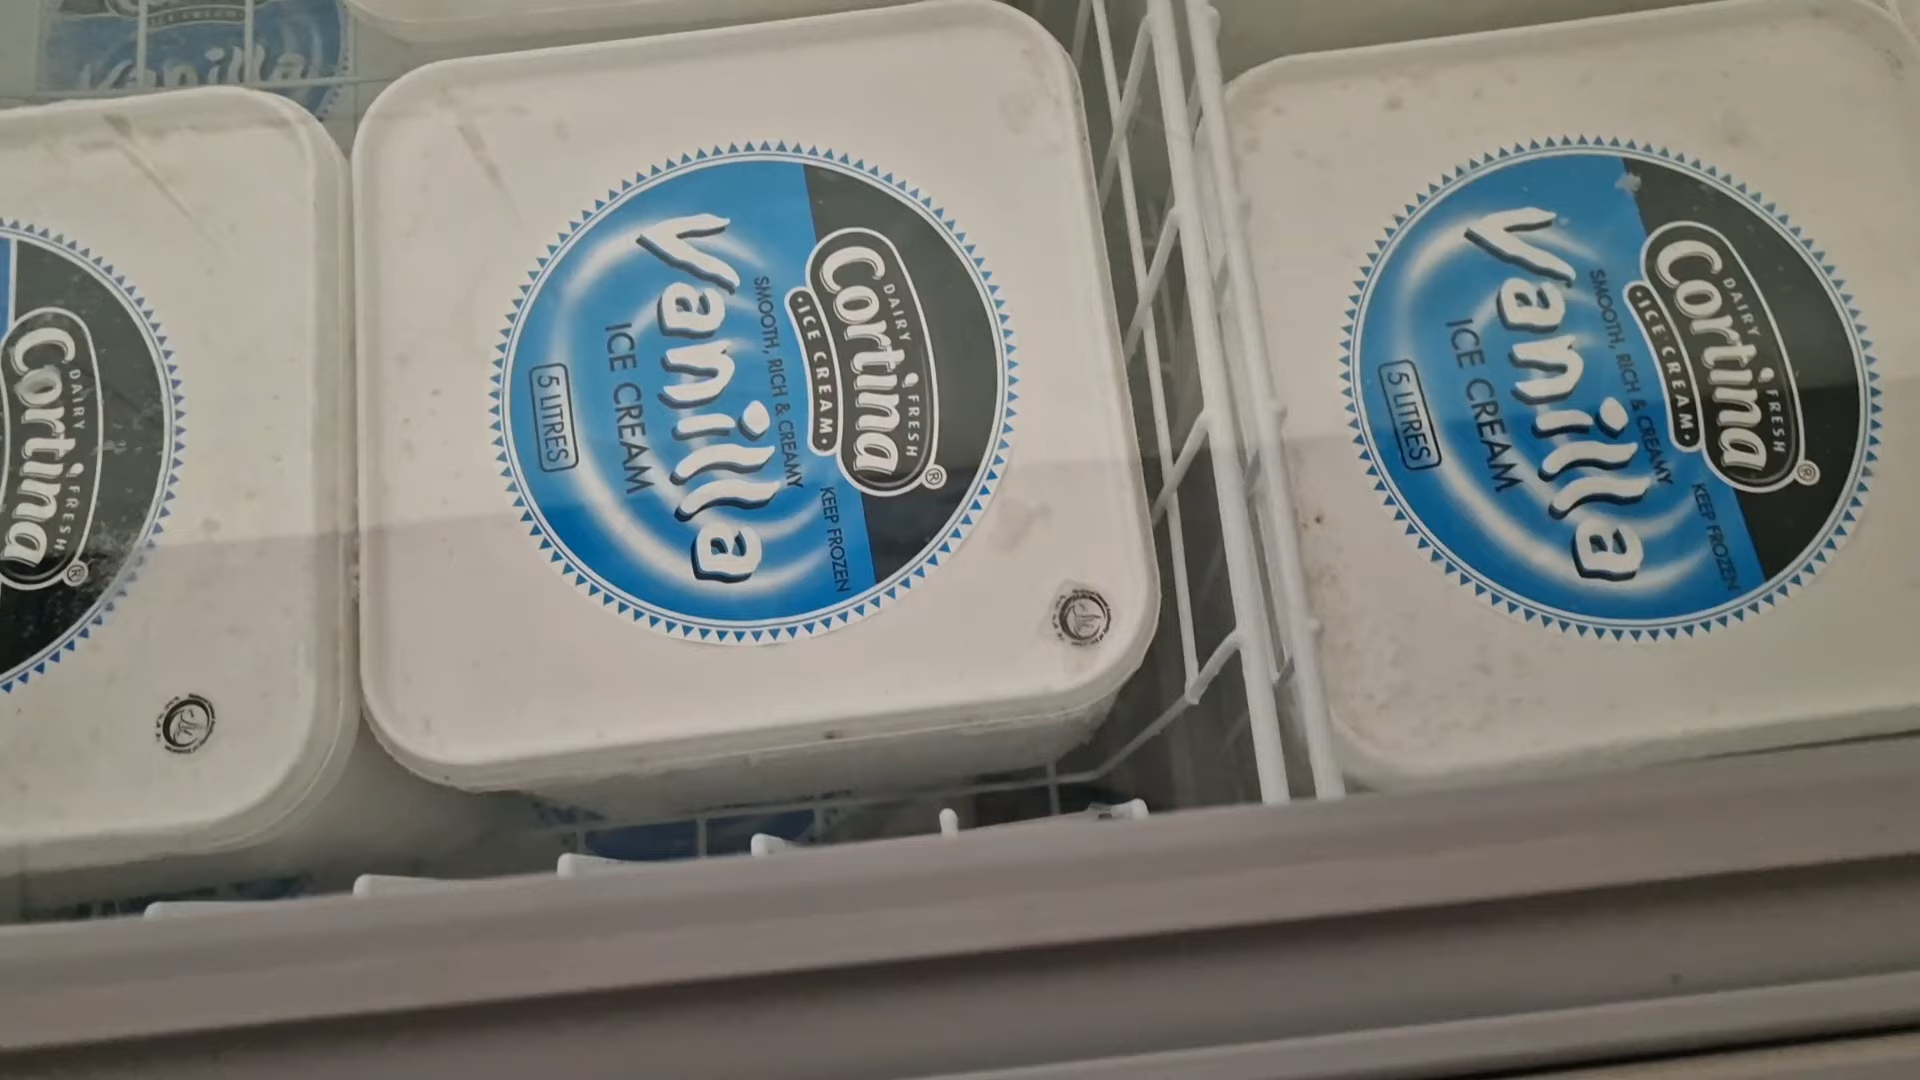 Vanilla
DAIRY
Cortina
FRESH
®
DAIRY
Cortina
FRESH
®
• ICE CREAM •
SMOOTH, RICH & CREAMY
Vanilla
ICE CREAM
5 LITRES
KEEP FROZEN
DAIRY
Cortina
FRESH
®
• ICE CREAM •
SMOOTH, RICH & CREAMY
Vanilla
ICE CREAM
5 LITRES
KEEP FROZEN